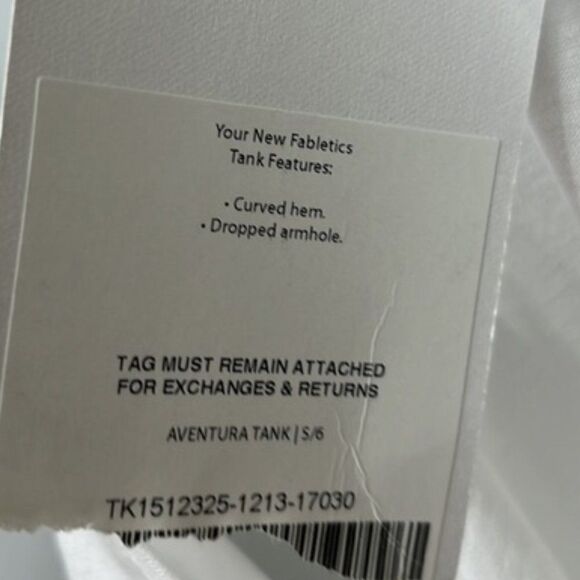 Your New Fabletics
Tank Features:
• Curved hem.
• Dropped armhole.
TAG MUST REMAIN ATTACHED
FOR EXCHANGES & RETURNS
AVENTURA TANK | S/6
TK1512325-1213-17030